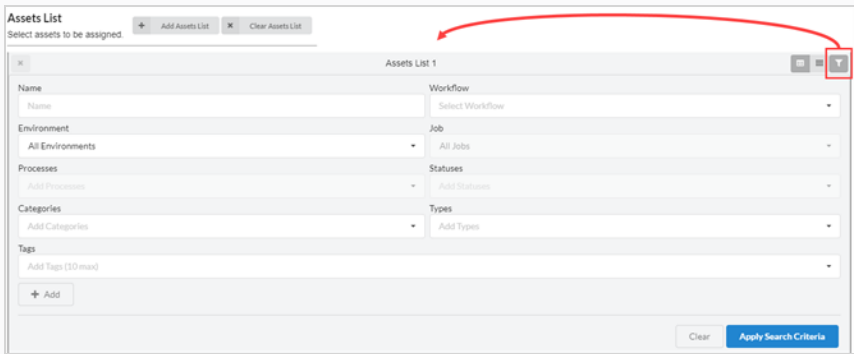 Assets List
Select assets to be assigned.
Add Assets List
Clear Assets List
Assets List 1
Name
Workflow
Name
Select Workflow
Environment
Job
All Environments
All Jobs
Processes
Statuses
Add Processes
Add Statuses
Categories
Types
Add Categories
Add Types
Tags
Add Tags (10 max)
+ Add
Clear
Apply Search Criteria